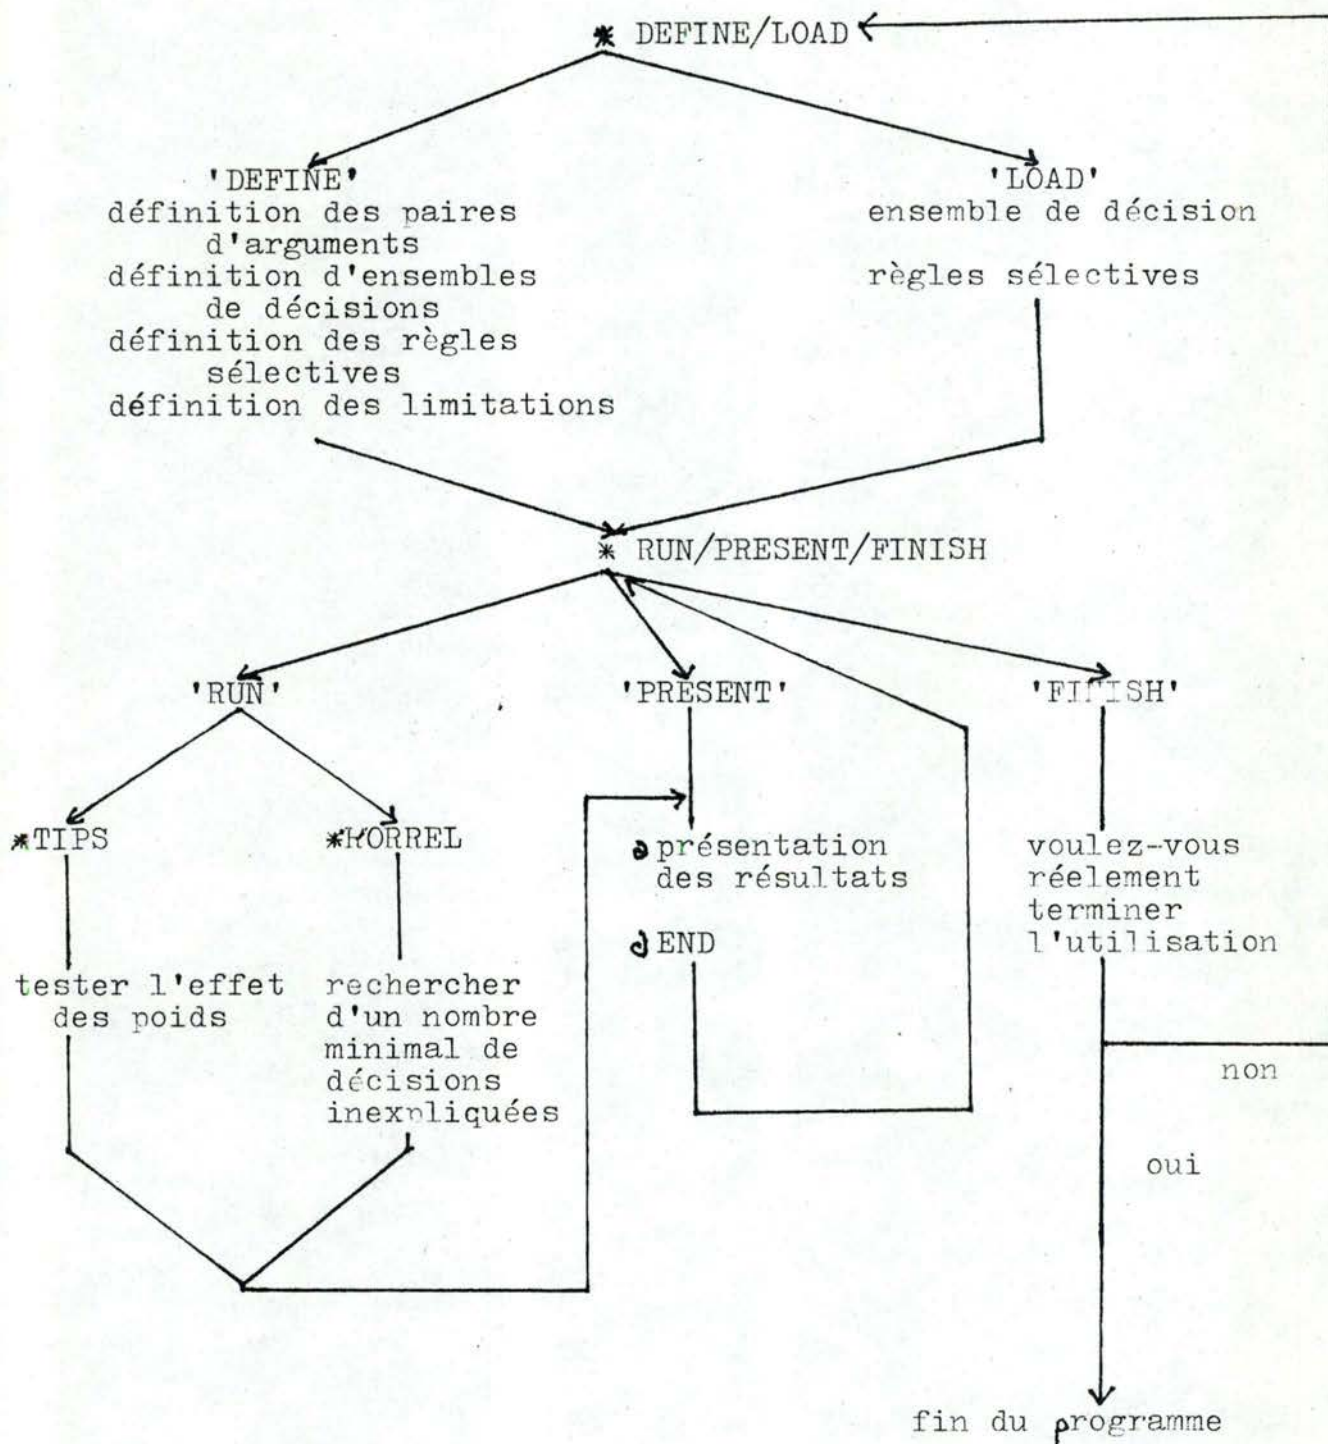 * DEFINE/LOAD
'DEFINE'
définition des paires
d'arguments
définition d'ensembles
de décisions
définition des règles
sélectives
définition des limitations
'LOAD'
ensemble de décision
règles sélectives
* RUN/PRESENT/FINISH
'RUN'
'PRESENT'
'FINISH'
*TIPS
*KORREL
tester l'effet
des poids
rechercher
d'un nombre
minimal de
décisions
inexpliquées
présentation
des résultats
END
voulez-vous
réelement
terminer
l'utilisation
non
oui
fin du programme